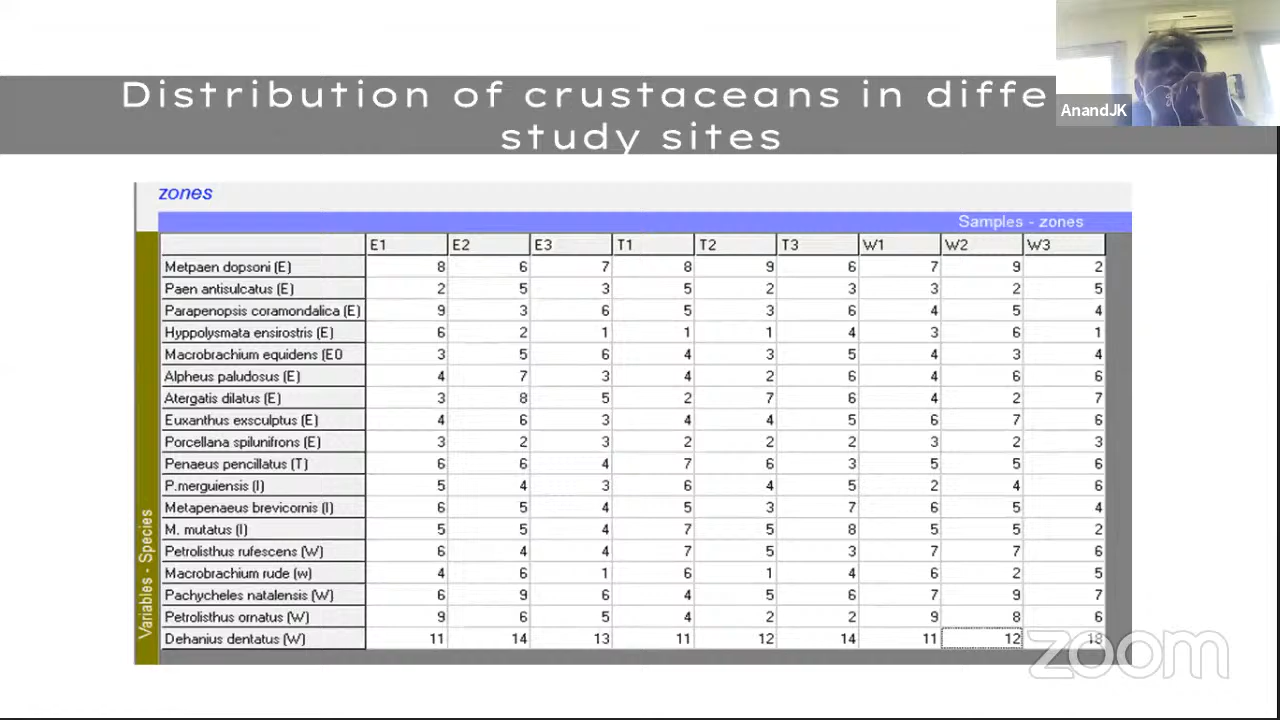 Distribution of crustaceans in diffe
study sites
AnandJK
zones
Samples - zones
E1 E2 E3 T1 T2 T3 W1 W2 W3
Metpaen dopsoni (E) 8 6 7 8 9 6 7 9 2
Paen antisulcatus (E) 2 5 3 5 2 3 3 2 5
Parapenopsis coramondalica (E) 9 3 6 5 3 6 4 5 4
Hyppolysmata ensirostris (E) 6 2 1 1 1 4 3 6 1
Macrobrachium equidens (E0 3 5 6 4 3 5 4 3 4
Alpheus paludosus (E) 4 7 3 4 2 6 4 6 6
Atergatis dilatus (E) 3 8 5 2 7 6 4 2 7
Euxanthus exsculptus (E) 4 6 3 4 4 5 6 7 6
Porcellana spilunifrons (E) 3 2 3 2 2 2 3 2 3
Penaeus pencillatus (T) 6 6 4 7 6 3 5 5 6
P.merguiensis (I) 5 4 3 6 4 5 2 4 6
Metapenaeus brevicornis (I) 6 5 4 5 3 7 6 5 4
M. mutatus (I) 5 5 4 7 5 8 5 5 2
Petrolisthus rufescens (W) 6 4 4 7 5 3 7 7 6
Macrobrachium rude (w) 4 6 1 6 1 4 6 2 5
Pachycheles natalensis (W) 6 9 6 4 5 6 7 9 7
Petrolisthus ornatus (W) 9 6 5 4 2 2 9 8 6
Dehanius dentatus (W) 11 14 13 11 12 14 11 12
Variables - Species
zoom